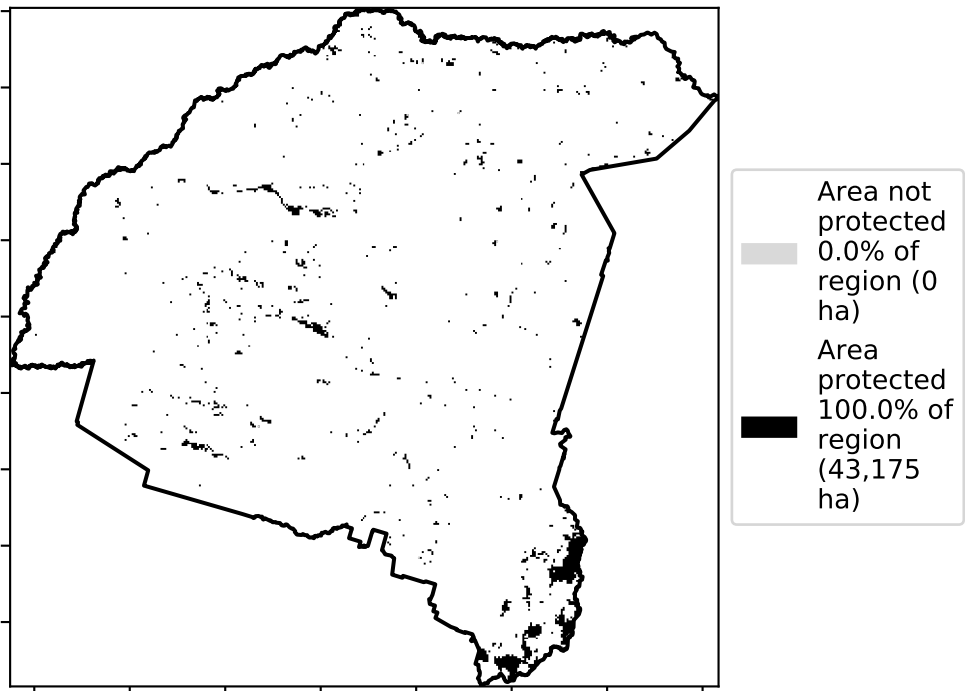 Area not
protected
0.0% of
region (0
ha)
Area
protected
100.0% of
region
(43,175
ha)